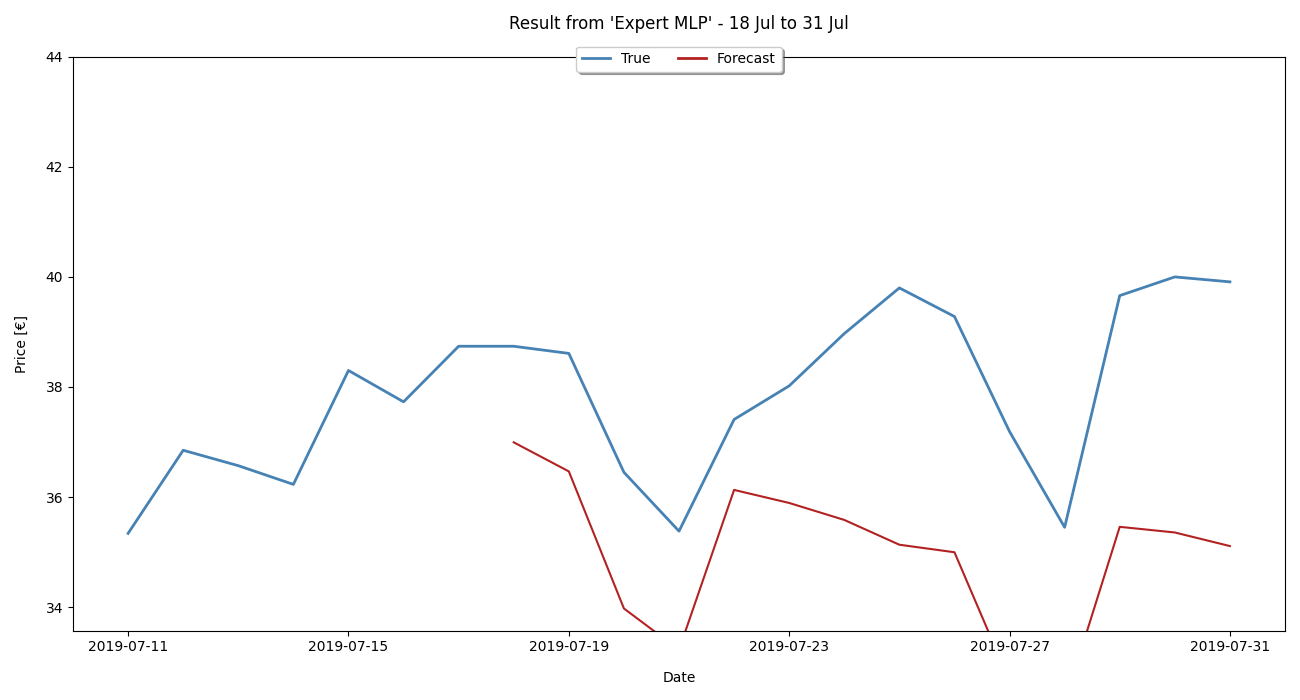 Result from 'Expert MLP' - 18 Jul to 31 Jul
True Forecast
44
42
40
38
36
34
Price [€]
2019-07-11 2019-07-15 2019-07-19 2019-07-23 2019-07-27 2019-07-31
Date